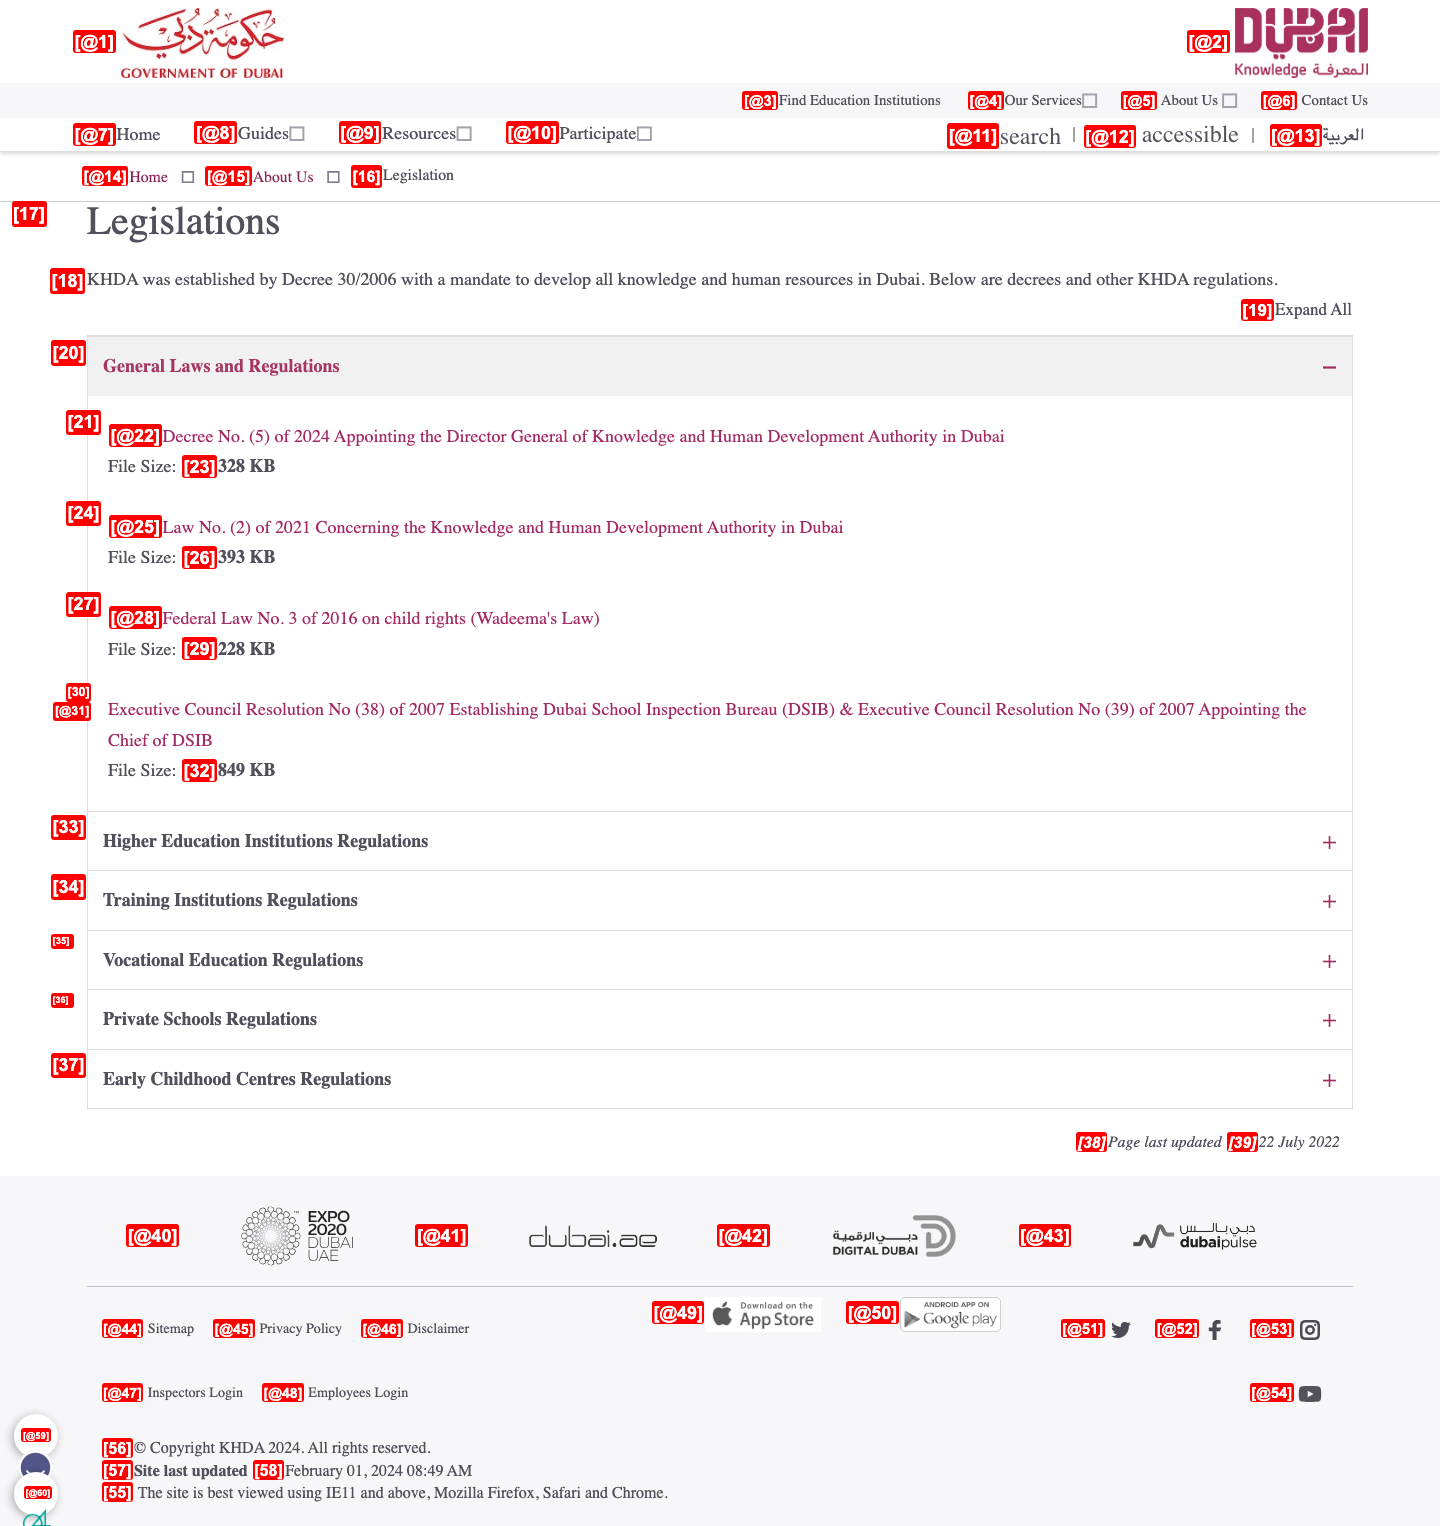 [@1] حكومة دبي
GOVERNMENT OF DUBAI
[@2] DUBAI
Knowledge المعرفة
[@3]Find Education Institutions [@4]Our Services [@5] About Us [@6] Contact Us
[@7]Home [@8]Guides [@9]Resources [@10]Participate [@11]search | [@12] accessible | [@13]العربية
[@14]Home [@15]About Us [16]Legislation
[17] Legislations
[18]KHDA was established by Decree 30/2006 with a mandate to develop all knowledge and human resources in Dubai. Below are decrees and other KHDA regulations.
[19]Expand All
[20] General Laws and Regulations
[21] [@22]Decree No. (5) of 2024 Appointing the Director General of Knowledge and Human Development Authority in Dubai
File Size: [23]328 KB
[24] [@25]Law No. (2) of 2021 Concerning the Knowledge and Human Development Authority in Dubai
File Size: [26]393 KB
[27] [@28]Federal Law No. 3 of 2016 on child rights (Wadeema's Law)
File Size: [29]228 KB
[30]
[@31] Executive Council Resolution No (38) of 2007 Establishing Dubai School Inspection Bureau (DSIB) & Executive Council Resolution No (39) of 2007 Appointing the
Chief of DSIB
File Size: [32]849 KB
[33] Higher Education Institutions Regulations
[34] Training Institutions Regulations
[35] Vocational Education Regulations
[36] Private Schools Regulations
[37] Early Childhood Centres Regulations
[38]Page last updated [39]22 July 2022
[@40] EXPO
2020
DUBAI
UAE
[@41] dubai.ae
[@42] دبي الرقمية
DIGITAL DUBAI
[@43] دبي بالس
dubaipulse
[@44] Sitemap [@45] Privacy Policy [@46] Disclaimer
[@49] Download on the
App Store
[@50] ANDROID APP ON
Google play
[@51] [@52] [@53]
[@47] Inspectors Login [@48] Employees Login [@54]
[@59]
[56]© Copyright KHDA 2024. All rights reserved.
[57]Site last updated [58]February 01, 2024 08:49 AM
[@60]
[55] The site is best viewed using IE11 and above, Mozilla Firefox, Safari and Chrome.